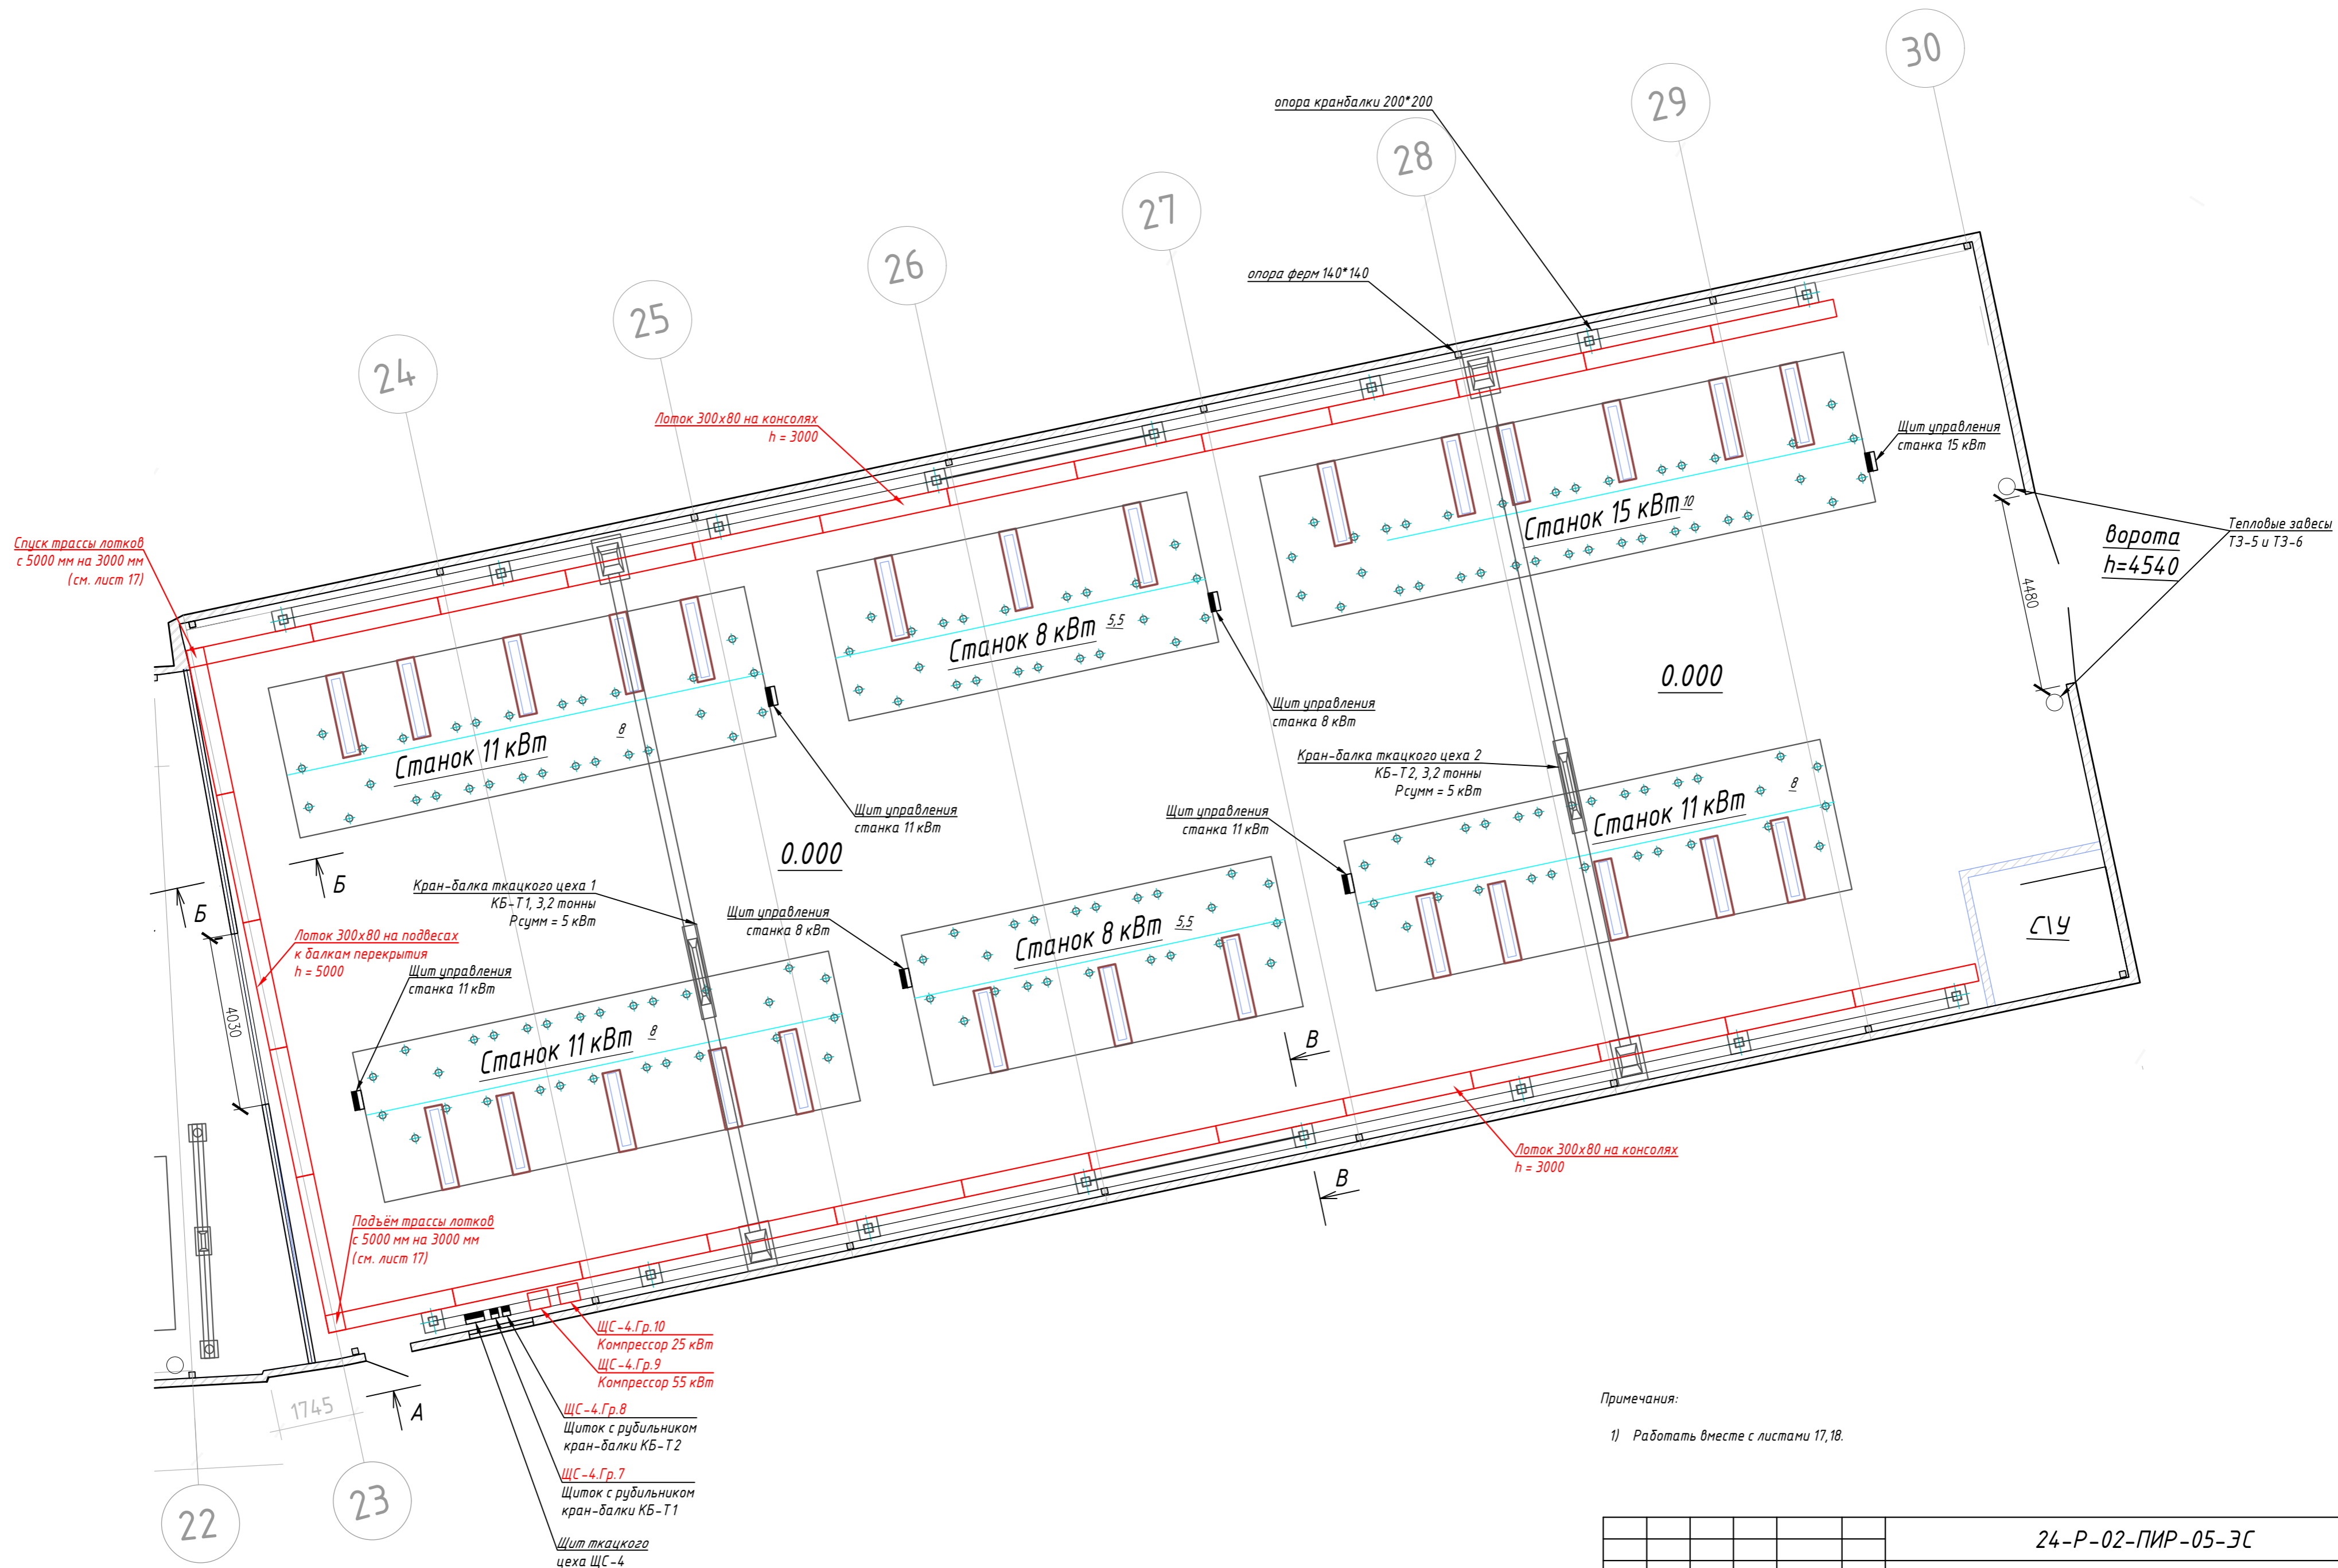 30
29
28
27
26
25
24
опора кранбалки 200*200
опора ферм 140*140
Лоток 300х80 на консолях
h = 3000
Щит управления
станка 15 кВт
Станок 15 кВт
10
Спуск трассы лотков
с 5000 мм на 3000 мм
(см. лист 17)
Тепловые завесы
ТЗ-5 и ТЗ-6
ворота
h=4540
4480
Станок 8 кВт
5,5
Станок 11 кВт
8
0.000
Щит управления
станка 8 кВт
Кран-балка ткацкого цеха 2
КБ-Т2, 3,2 тонны
Pсумм = 5 кВт
Щит управления
станка 11 кВт
Щит управления
станка 11 кВт
Станок 11 кВт
8
0.000
Б
Б
Кран-балка ткацкого цеха 1
КБ-Т1, 3,2 тонны
Pсумм = 5 кВт
Щит управления
станка 8 кВт
Станок 8 кВт
5,5
С\У
Лоток 300х80 на подвесах
к балкам перекрытия
h = 5000
Щит управления
станка 11 кВт
4030
Станок 11 кВт
8
В
В
Лоток 300х80 на консолях
h = 3000
Подъём трассы лотков
с 5000 мм на 3000 мм
(см. лист 17)
ЩС-4.Гр.10
Компрессор 25 кВт
ЩС-4.Гр.9
Компрессор 55 кВт
1745
А
ЩС-4.Гр.8
Щиток с рубильником
кран-балки КБ-Т2
ЩС-4.Гр.7
Щиток с рубильником
кран-балки КБ-Т1
Щит ткацкого
цеха ЩС-4
22
23
Примечания:
1) Работать вместе с листами 17,18.
24-Р-02-ПИР-05-ЭС